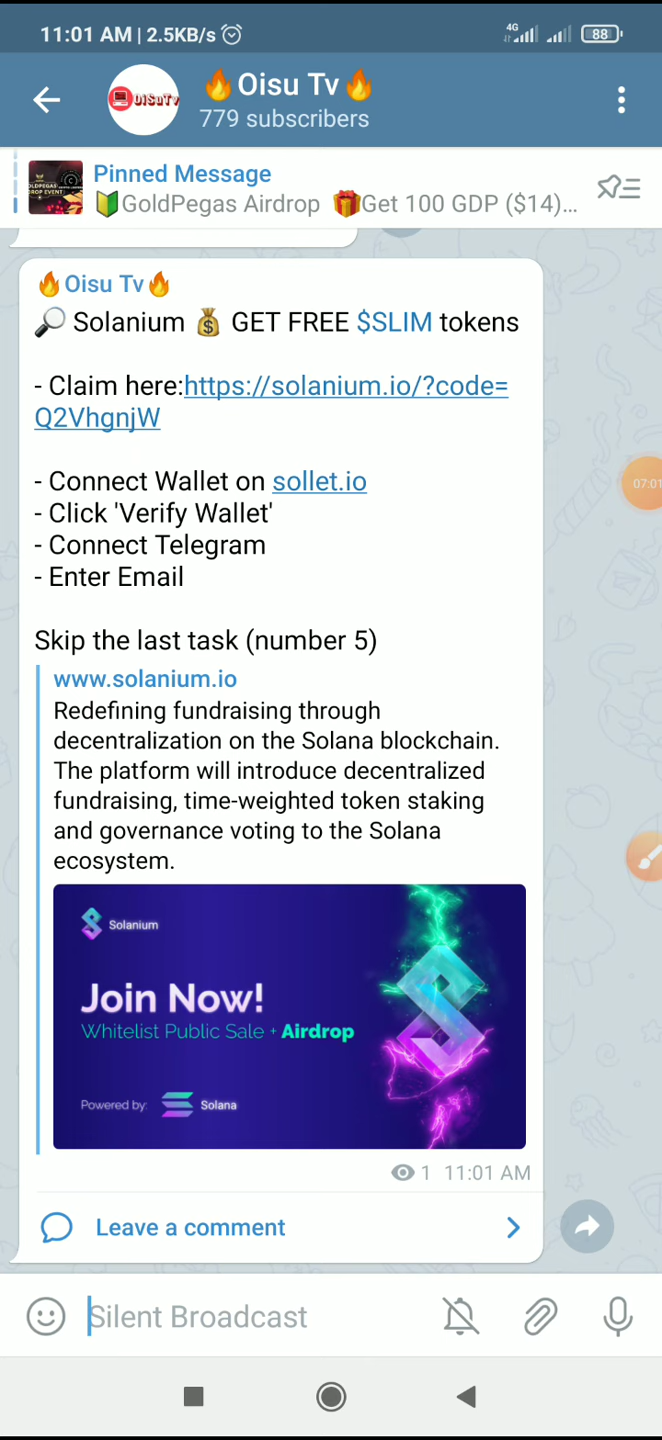 11:01 AM | 2.5KB/s
4G
88
🔥Oisu Tv🔥
OiSuTv
779 subscribers
Pinned Message
🔰GoldPegas Airdrop 🎁Get 100 GDP ($14)...
🔥Oisu Tv🔥
🔎 Solanium 💰 GET FREE $SLIM tokens
- Claim here:https://solanium.io/?code=
Q2VhgnjW
- Connect Wallet on sollet.io
- Click 'Verify Wallet'
- Connect Telegram
- Enter Email
Skip the last task (number 5)
www.solanium.io
Redefining fundraising through
decentralization on the Solana blockchain.
The platform will introduce decentralized
fundraising, time-weighted token staking
and governance voting to the Solana
ecosystem.
Solanium
Join Now!
Whitelist Public Sale + Airdrop
Powered by: Solana
1 11:01 AM
Leave a comment
Silent Broadcast
07:01